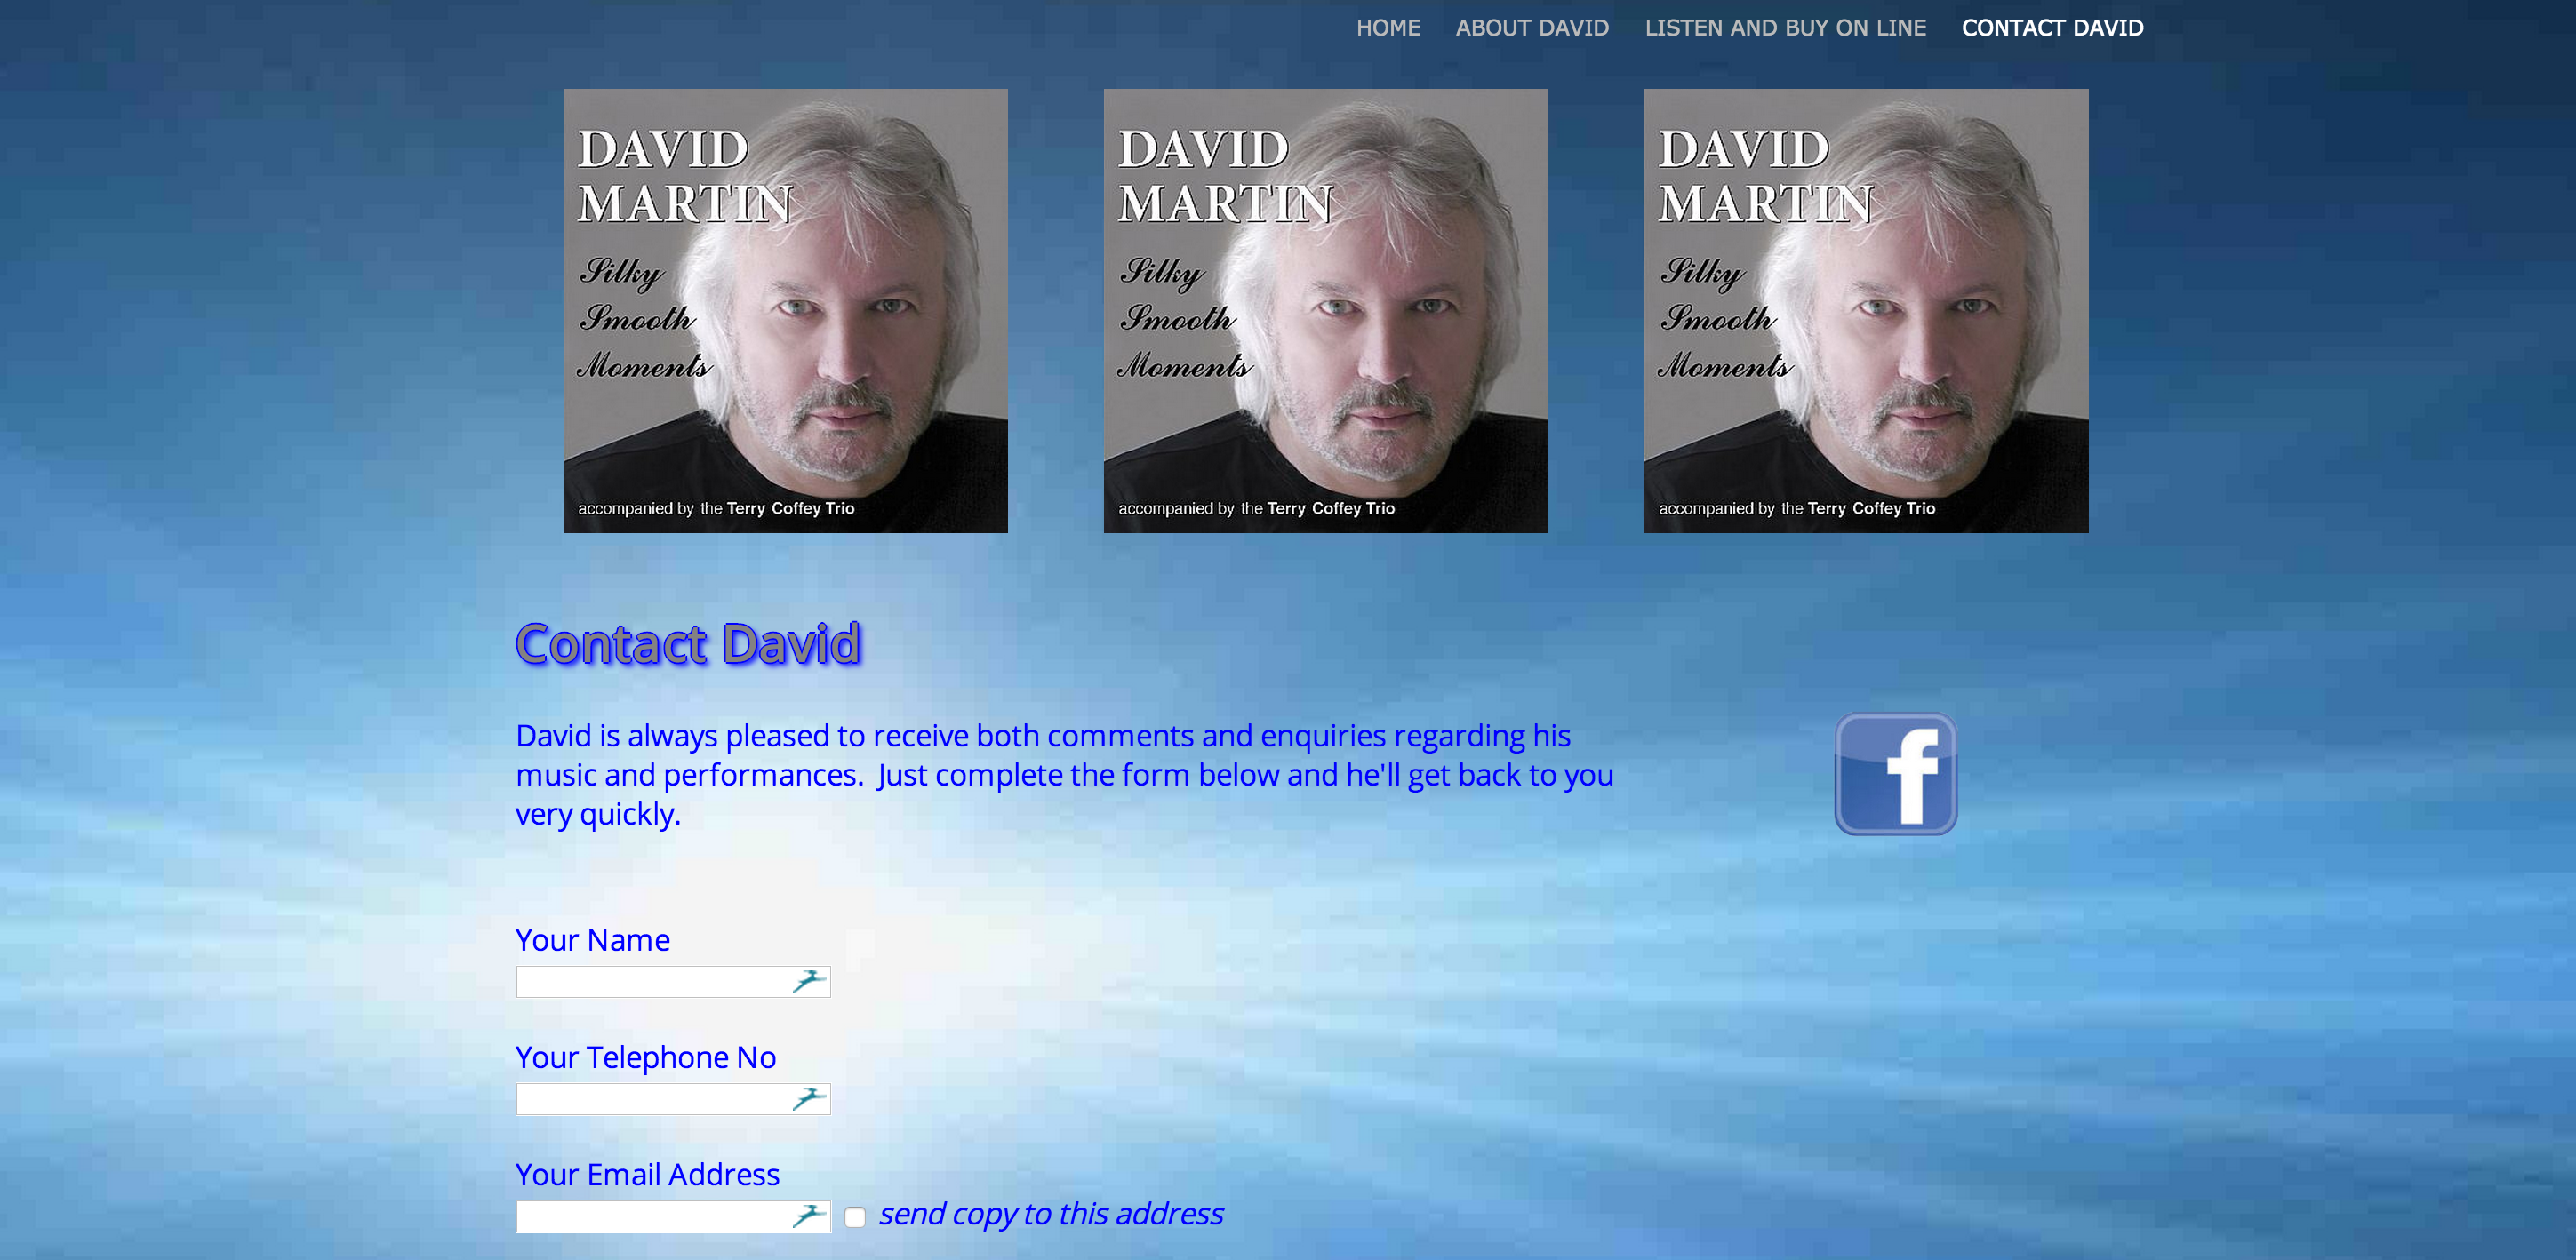 HOME ABOUT DAVID LISTEN AND BUY ON LINE CONTACT DAVID
DAVID
MARTIN
Silky
Smooth
Moments
accompanied by the Terry Coffey Trio
DAVID
MARTIN
Silky
Smooth
Moments
accompanied by the Terry Coffey Trio
DAVID
MARTIN
Silky
Smooth
Moments
accompanied by the Terry Coffey Trio
Contact David
David is always pleased to receive both comments and enquiries regarding his
music and performances.  Just complete the form below and he'll get back to you
very quickly.
f
Your Name
Your Telephone No
Your Email Address
send copy to this address